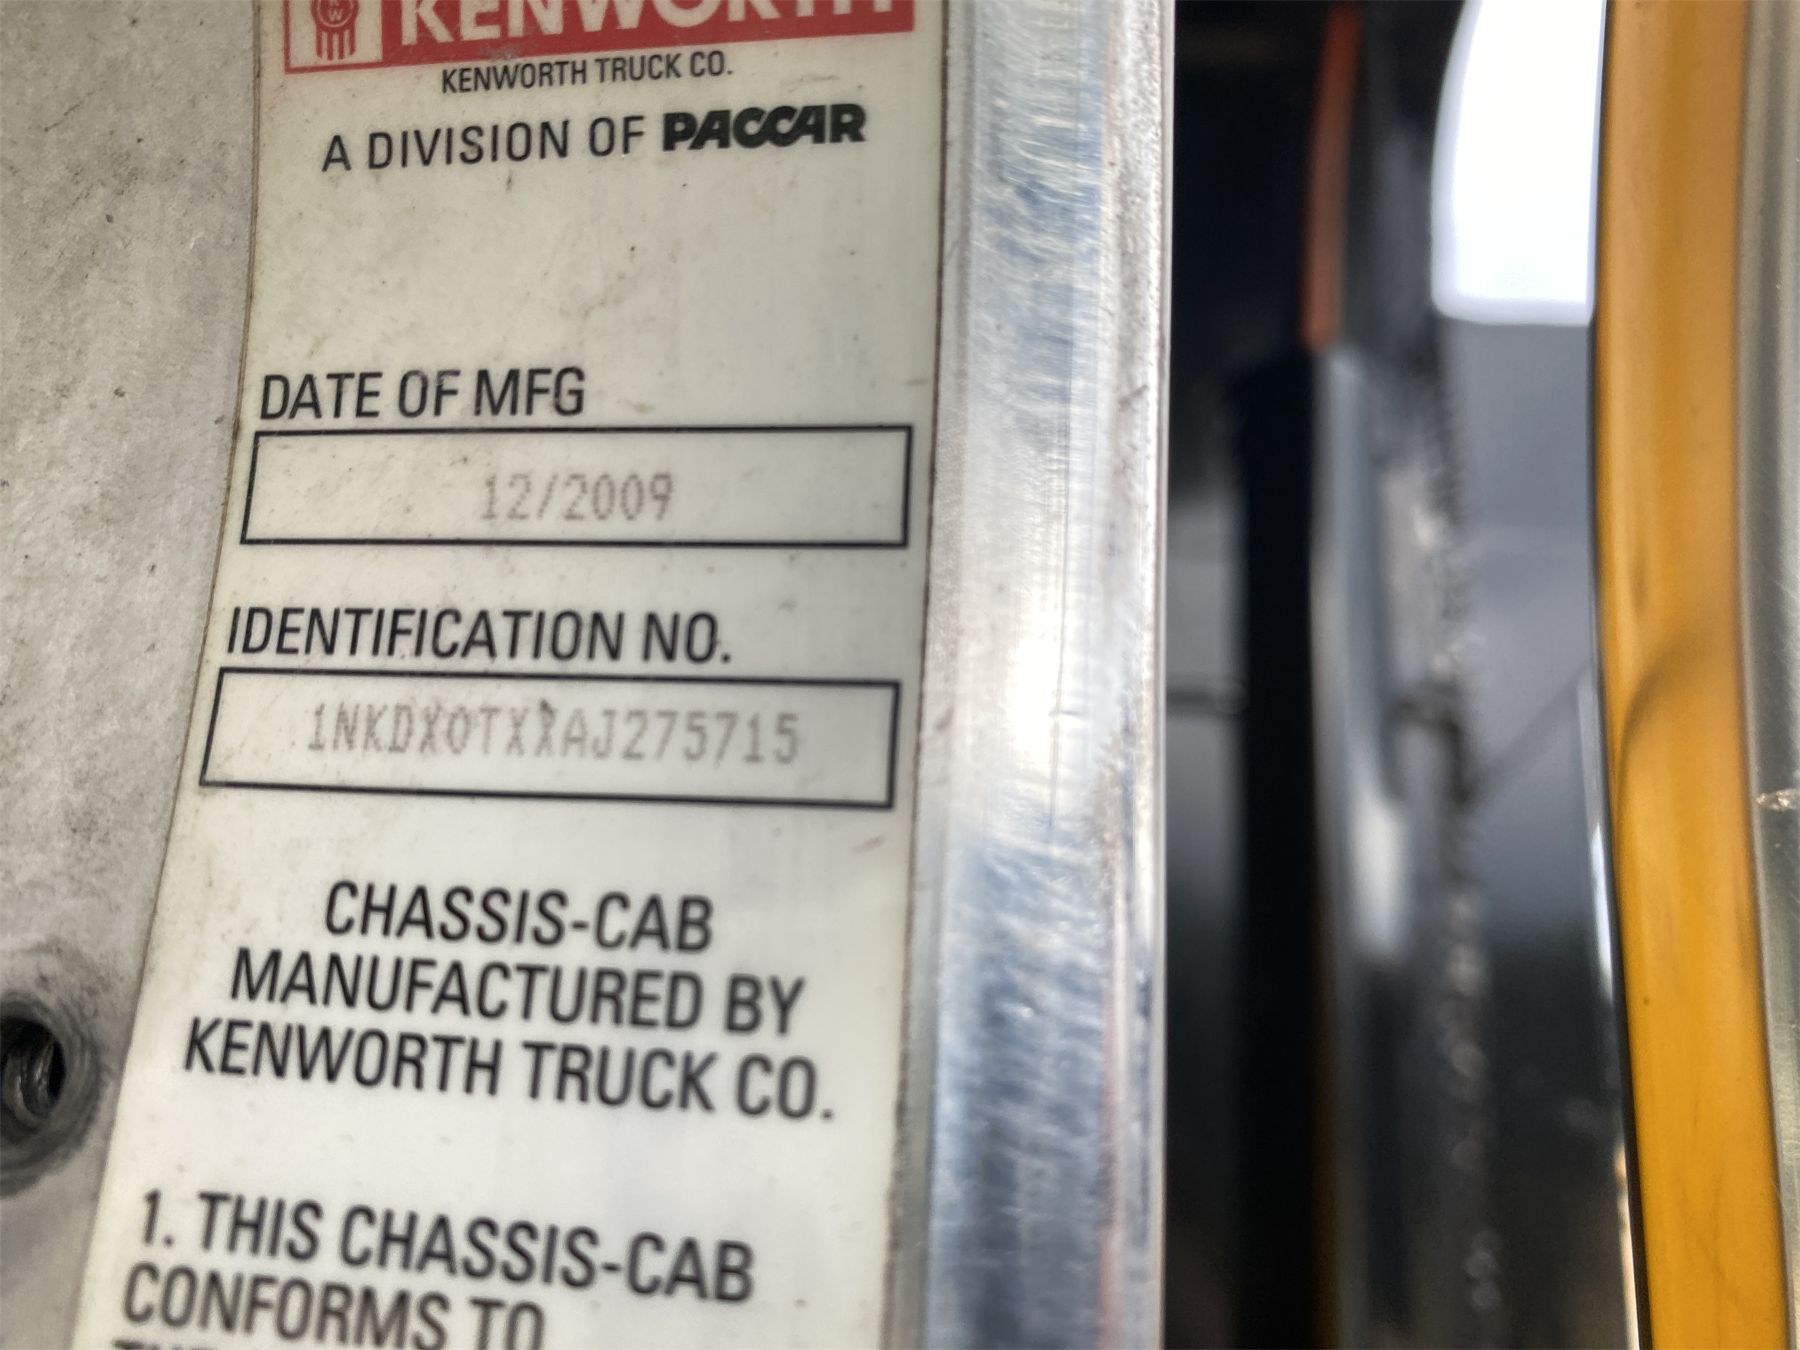 KENWORTH
KENWORTH TRUCK CO.
A DIVISION OF PACCAR
DATE OF MFG
12/2009
IDENTIFICATION NO.
1NKDX0TXXAJ275715
CHASSIS-CAB
MANUFACTURED BY
KENWORTH TRUCK CO.
1. THIS CHASSIS-CAB
CONFORMS TO